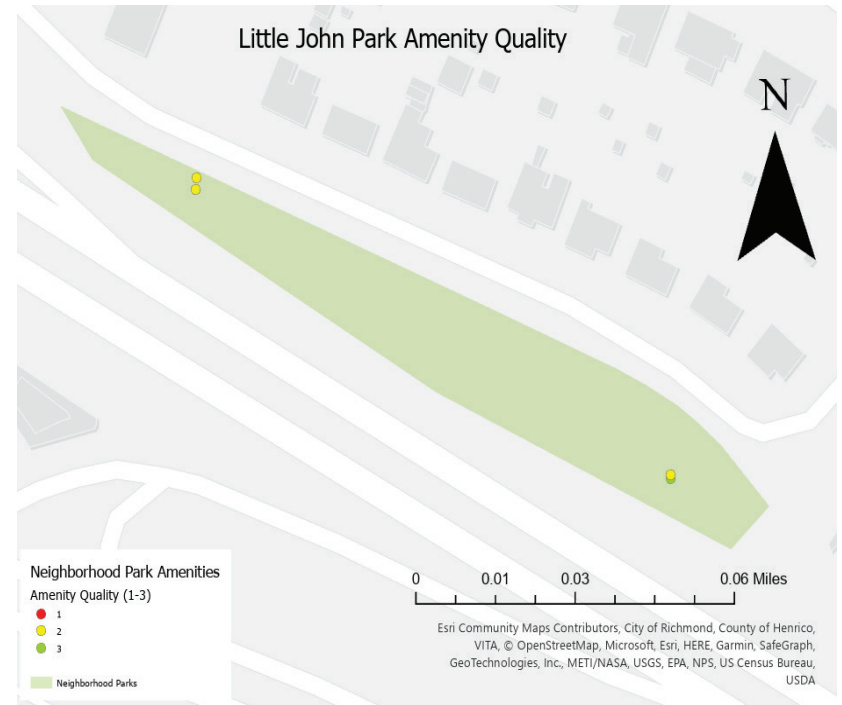 Little John Park Amenity Quality
N
Neighborhood Park Amenities
Amenity Quality (1-3)
1
2
3
Neighborhood Parks
0 0.01 0.03 0.06 Miles
Esri Community Maps Contributors, City of Richmond, County of Henrico,
VITA, © OpenStreetMap, Microsoft, Esri, HERE, Garmin, SafeGraph,
GeoTechnologies, Inc., METI/NASA, USGS, EPA, NPS, US Census Bureau,
USDA